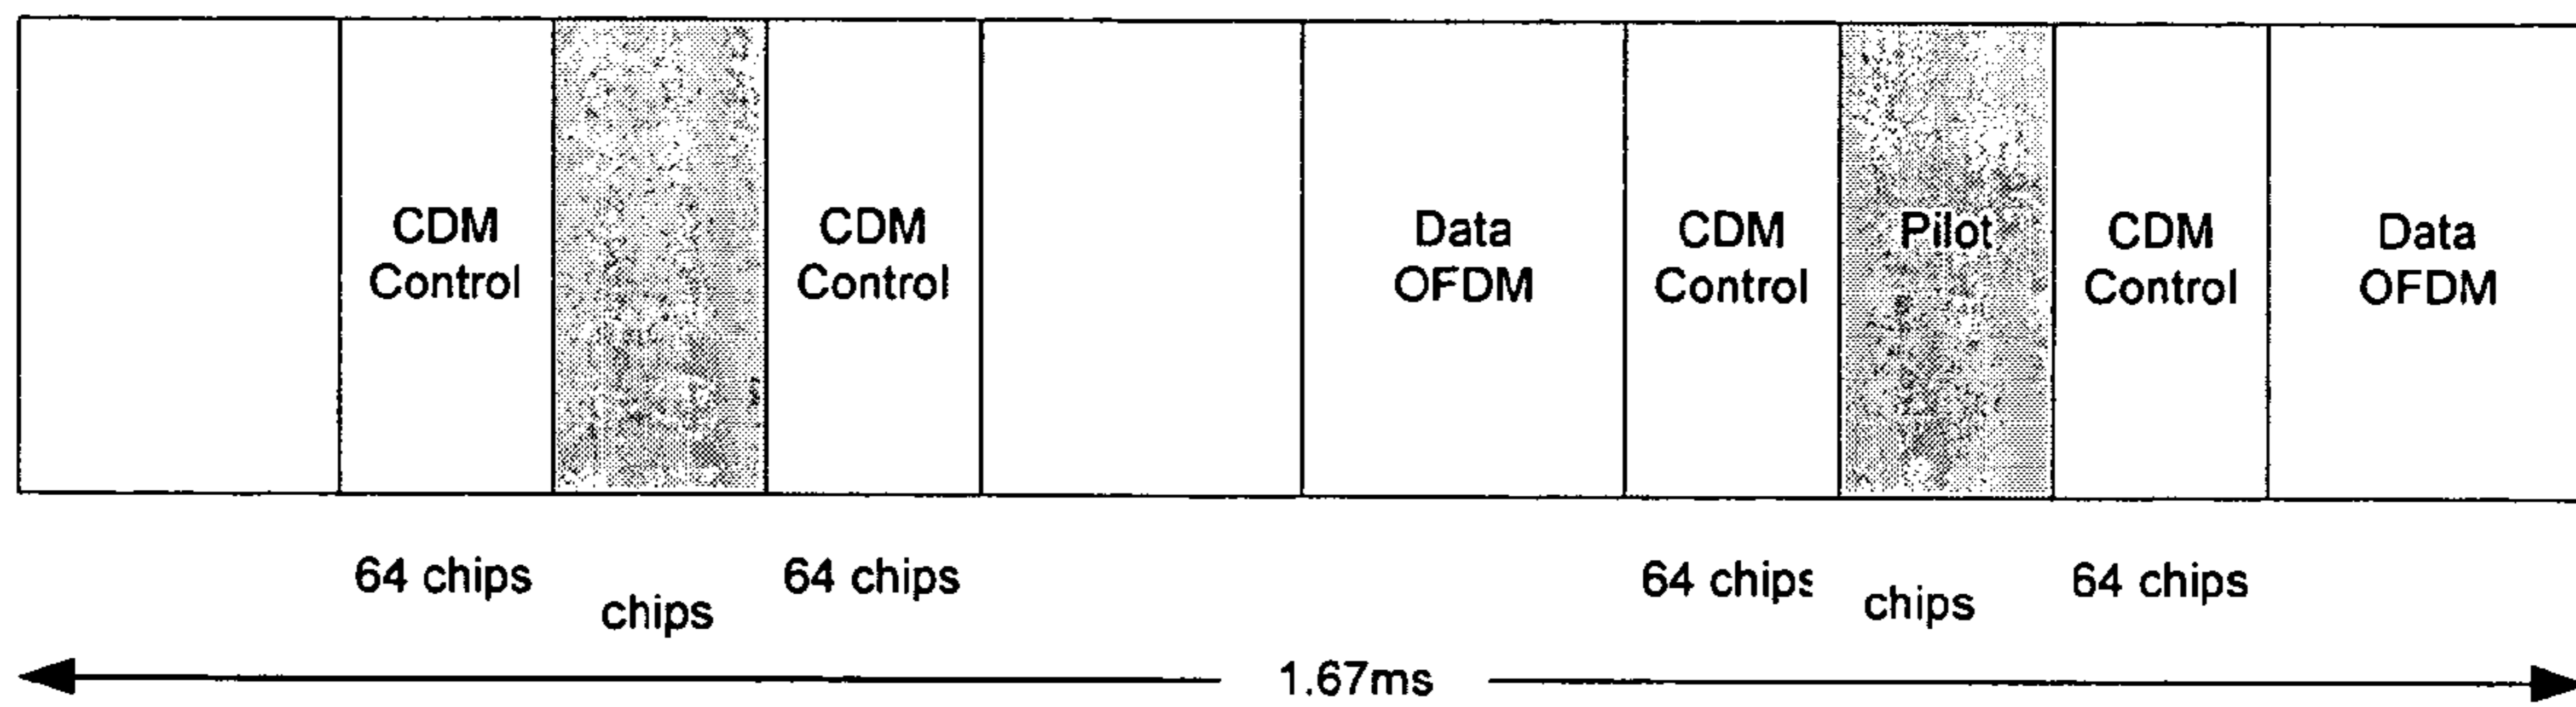 CDM
Control
CDM
Control
Data
OFDM
CDM
Control
Pilot
CDM
Control
Data
OFDM
64 chips
chips
64 chips
64 chips
chips
64 chips
1.67ms